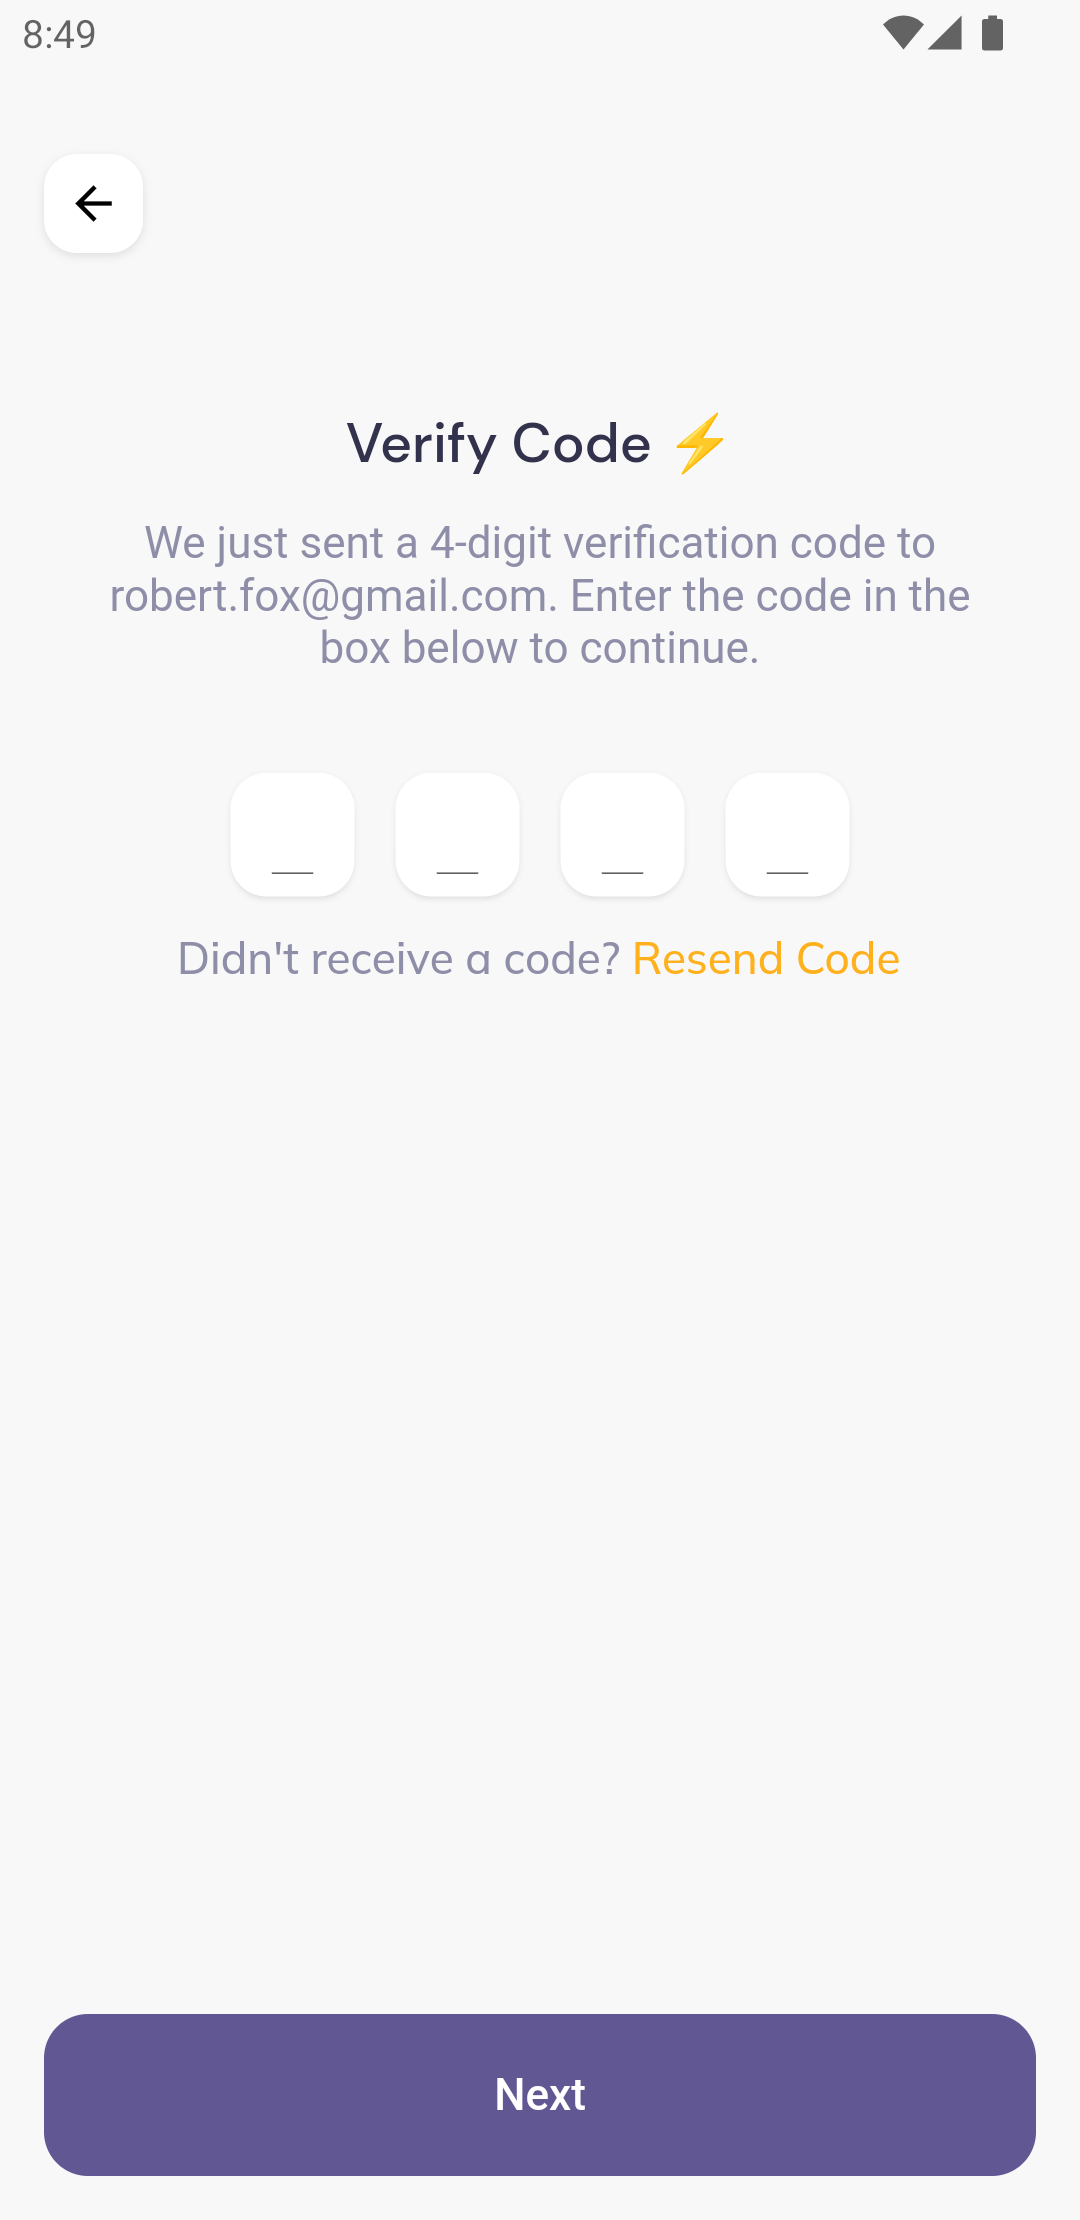 8:49
Verify Code ⚡
We just sent a 4-digit verification code to
robert.fox@gmail.com. Enter the code in the
box below to continue.
Didn't receive a code? Resend Code
Next